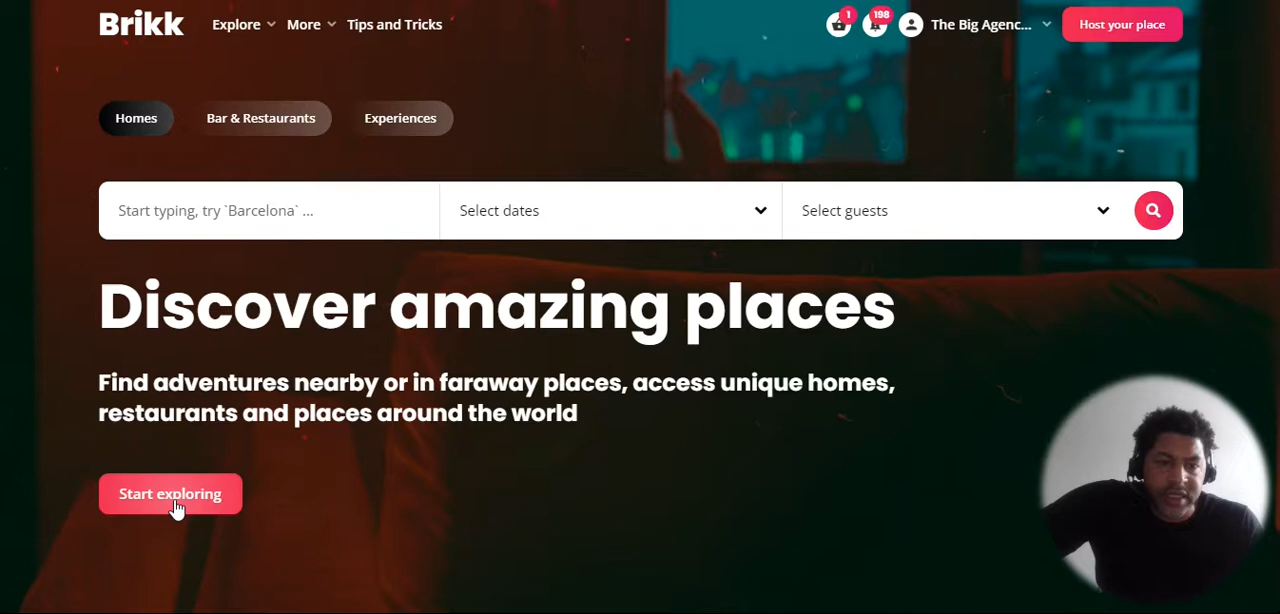 Brikk Explore More Tips and Tricks 1 198 The Big Agenc... Host your place
Homes Bar & Restaurants Experiences
Start typing, try `Barcelona` ... Select dates Select guests
Discover amazing places
Find adventures nearby or in faraway places, access unique homes,
restaurants and places around the world
Start exploring